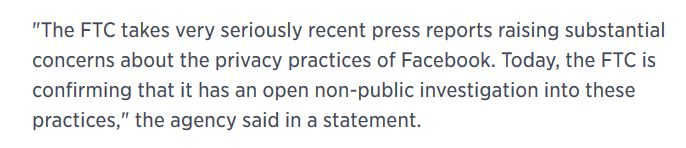 "The FTC takes very seriously recent press reports raising substantial
concerns about the privacy practices of Facebook. Today, the FTC is
confirming that it has an open non-public investigation into these
practices," the agency said in a statement.